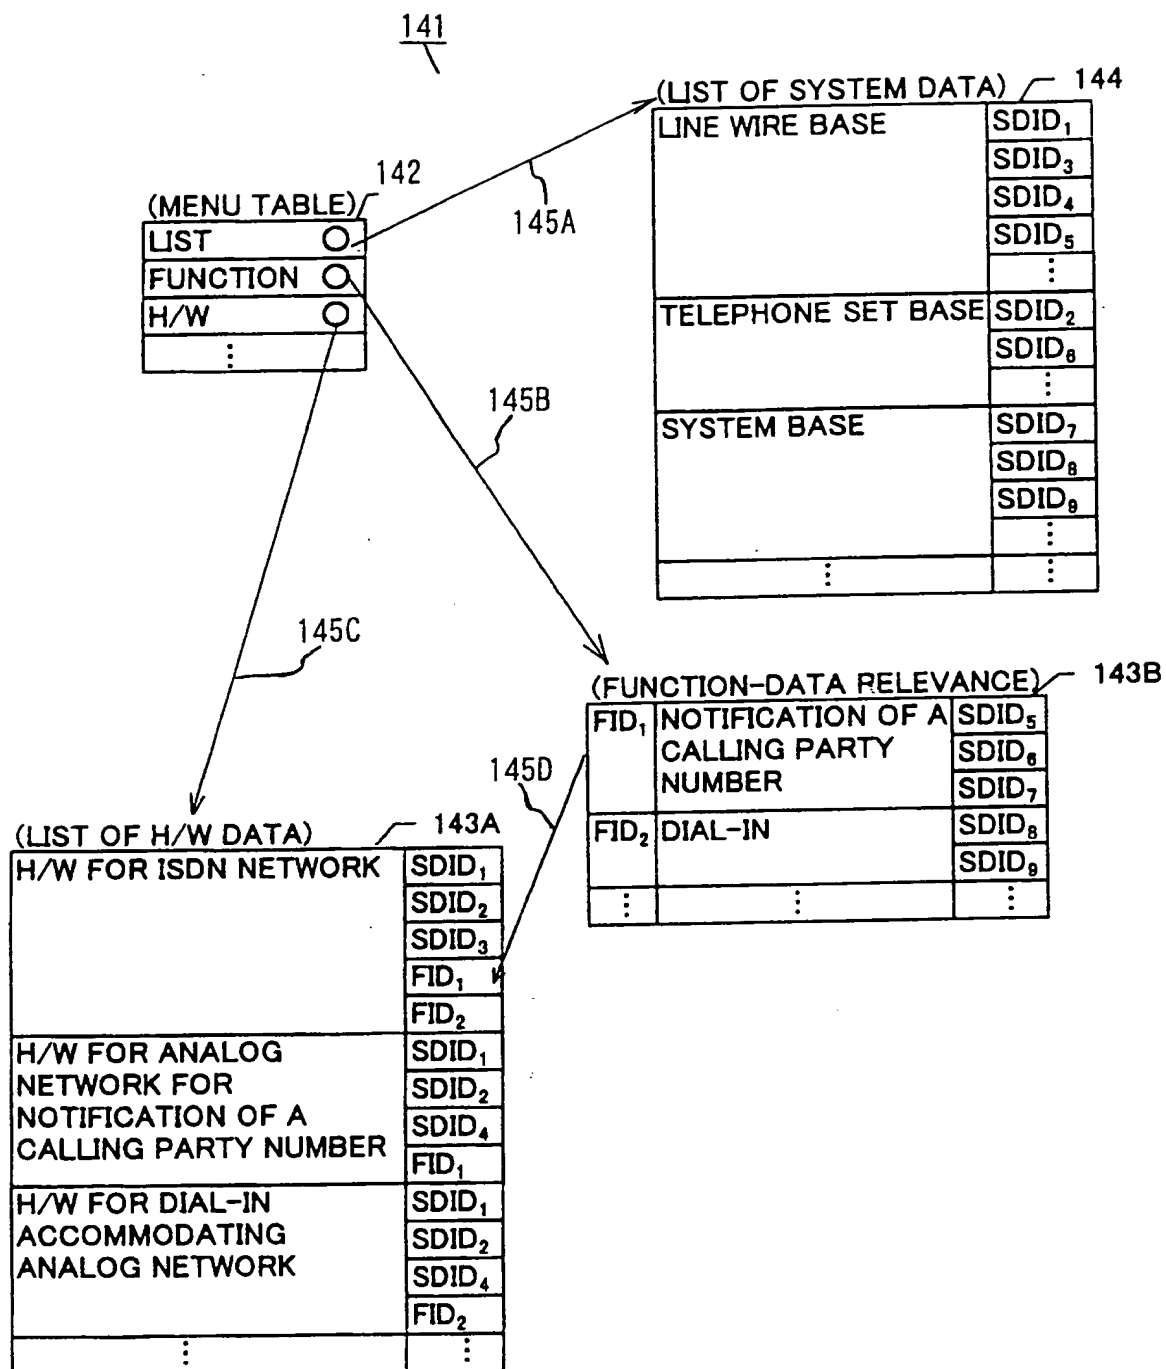 141
(LIST OF SYSTEM DATA) 144
LINE WIRE BASE SDID₁
SDID₃
SDID₄
SDID₅
⋮
TELEPHONE SET BASE SDID₂
SDID₆
⋮
SYSTEM BASE SDID₇
SDID₈
SDID₉
⋮
⋮ ⋮
145A
142
(MENU TABLE)
LIST
FUNCTION
H/W
⋮
145B
145C
(FUNCTION-DATA RELEVANCE) 143B
FID₁ NOTIFICATION OF A SDID₅
CALLING PARTY SDID₆
NUMBER SDID₇
FID₂ DIAL-IN SDID₈
SDID₉
⋮ ⋮ ⋮
145D
(LIST OF H/W DATA) 143A
H/W FOR ISDN NETWORK SDID₁
SDID₂
SDID₃
FID₁
FID₂
H/W FOR ANALOG SDID₁
NETWORK FOR SDID₂
NOTIFICATION OF A SDID₄
CALLING PARTY NUMBER FID₁
H/W FOR DIAL-IN SDID₁
ACCOMMODATING SDID₂
ANALOG NETWORK SDID₄
FID₂
⋮ ⋮